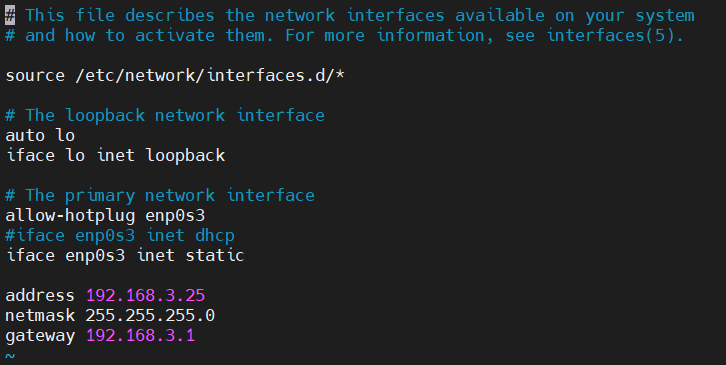 # This file describes the network interfaces available on your system
# and how to activate them. For more information, see interfaces(5).
source /etc/network/interfaces.d/*
# The loopback network interface
auto lo
iface lo inet loopback
# The primary network interface
allow-hotplug enp0s3
#iface enp0s3 inet dhcp
iface enp0s3 inet static
address 192.168.3.25
netmask 255.255.255.0
gateway 192.168.3.1
~